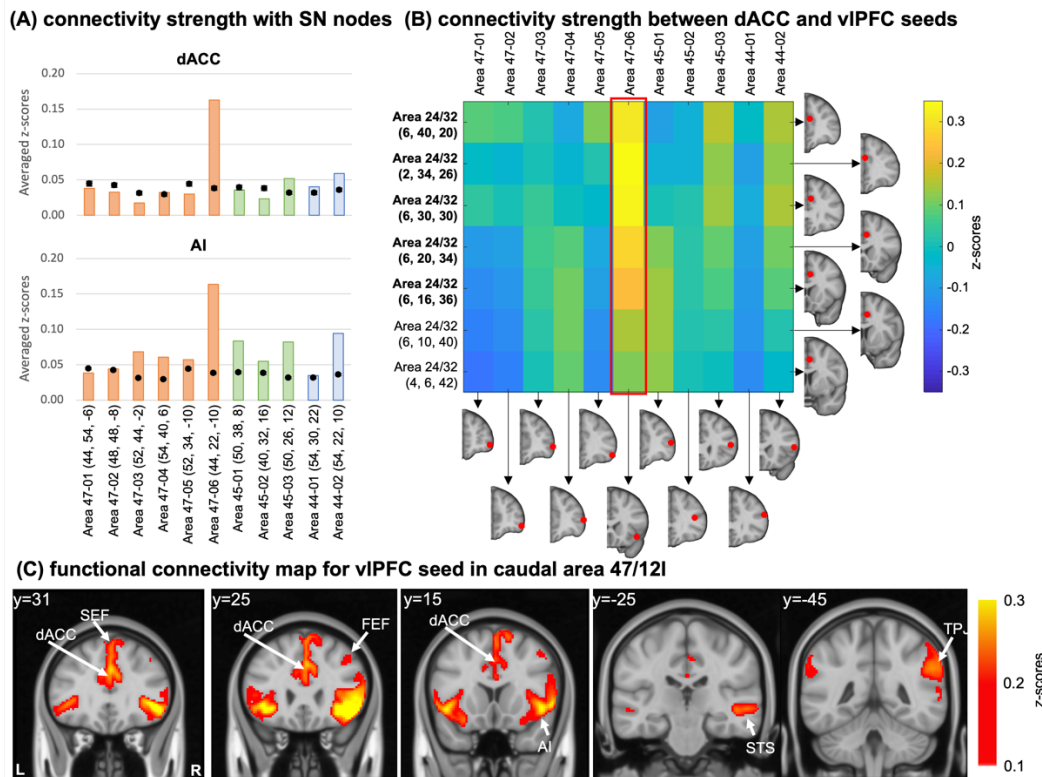 (A) connectivity strength with SN nodes
dACC
Averaged z-scores
0.20
0.15
0.10
0.05
0.00
AI
Averaged z-scores
0.20
0.15
0.10
0.05
0.00
Area 47-01 (44, 54, -6)
Area 47-02 (48, 48, -8)
Area 47-03 (52, 44, -2)
Area 47-04 (54, 40, 6)
Area 47-05 (52, 34, -10)
Area 47-06 (44, 22, -10)
Area 45-01 (50, 38, 8)
Area 45-02 (40, 32, 16)
Area 45-03 (50, 26, 12)
Area 44-01 (54, 30, 22)
Area 44-02 (54, 22, 10)
(B) connectivity strength between dACC and vlPFC seeds
Area 47-01
Area 47-02
Area 47-03
Area 47-04
Area 47-05
Area 47-06
Area 45-01
Area 45-02
Area 45-03
Area 44-01
Area 44-02
Area 24/32
(6, 40, 20)
Area 24/32
(2, 34, 26)
Area 24/32
(6, 30, 30)
Area 24/32
(6, 20, 34)
Area 24/32
(6, 16, 36)
Area 24/32
(6, 10, 40)
Area 24/32
(4, 6, 42)
0.3
0.2
0.1
0
-0.1
-0.2
-0.3
z-scores
(C) functional connectivity map for vlPFC seed in caudal area 47/12l
y=31
SEF
dACC
L
R
y=25
dACC
FEF
y=15
dACC
AI
y=-25
STS
y=-45
TPJ
0.3
0.2
0.1
z-scores